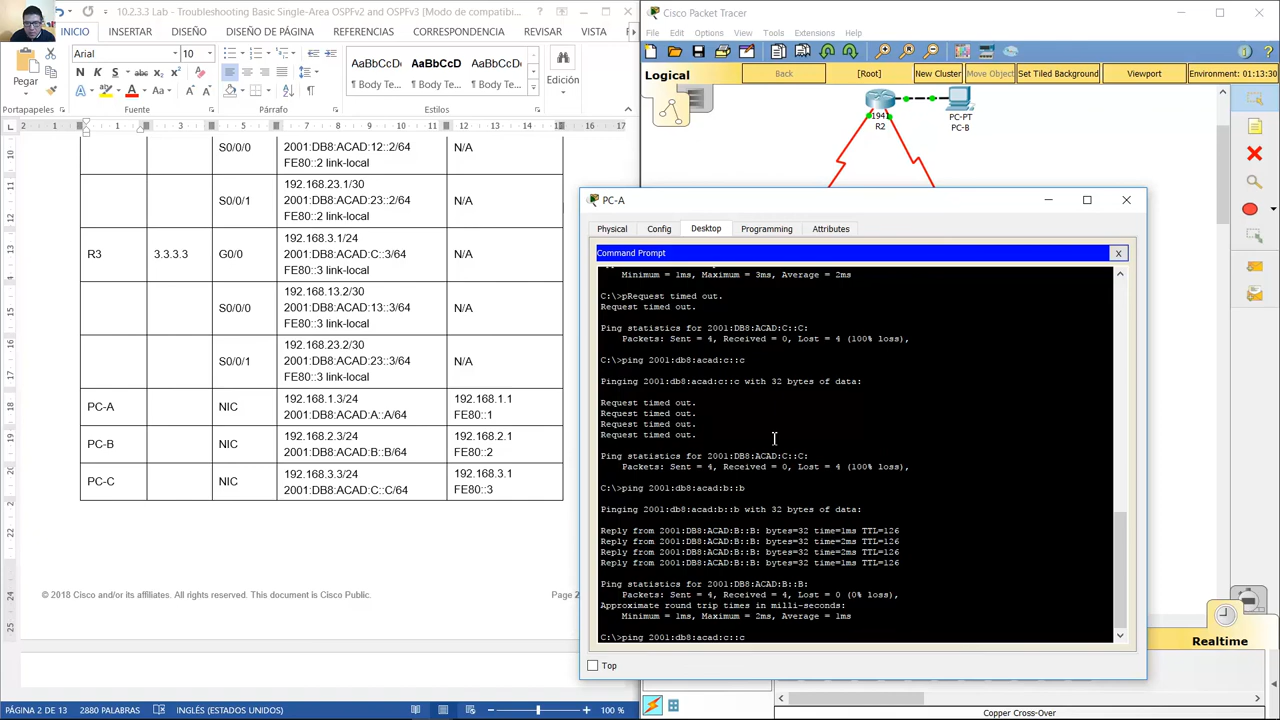 10.2.3.3 Lab - Troubleshooting Basic Single-Area OSPFv2 and OSPFv3 [Modo de compatibi...
INICIO
INSERTAR
DISEÑO
DISEÑO DE PÁGINA
REFERENCIAS
CORRESPONDENCIA
REVISAR
VISTA
Pegar
Arial
10
AaBbCcDc
AaBbCcD
AaBbCcDc
¶ Body Te...
¶ Body Te...
¶ Body Te...
Edición
Portapapeles
Fuente
Párrafo
Estilos
S0/0/0
2001:DB8:ACAD:12::2/64
FE80::2 link-local
N/A
S0/0/1
192.168.23.1/30
2001:DB8:ACAD:23::2/64
FE80::2 link-local
N/A
R3
3.3.3.3
G0/0
192.168.3.1/24
2001:DB8:ACAD:C::3/64
FE80::3 link-local
N/A
S0/0/0
192.168.13.2/30
2001:DB8:ACAD:13::3/64
FE80::3 link-local
N/A
S0/0/1
192.168.23.2/30
2001:DB8:ACAD:23::3/64
FE80::3 link-local
N/A
PC-A
NIC
192.168.1.3/24
2001:DB8:ACAD:A::A/64
192.168.1.1
FE80::1
PC-B
NIC
192.168.2.3/24
2001:DB8:ACAD:B::B/64
192.168.2.1
FE80::2
PC-C
NIC
192.168.3.3/24
2001:DB8:ACAD:C::C/64
192.168.3.1
FE80::3
© 2018 Cisco and/or its affiliates. All rights reserved. This document is Cisco Public.
Page 2
PÁGINA 2 DE 13
2880 PALABRAS
INGLÉS (ESTADOS UNIDOS)
100 %
Cisco Packet Tracer
File
Edit
Options
View
Tools
Extensions
Help
Logical
Back
[Root]
New Cluster
Move Object
Set Tiled Background
Viewport
Environment: 01:13:30
1941
R2
PC-PT
PC-B
PC-A
Physical
Config
Desktop
Programming
Attributes
Command Prompt
X
Minimum = 1ms, Maximum = 3ms, Average = 2ms
C:\>pRequest timed out.
Request timed out.
Ping statistics for 2001:DB8:ACAD:C::C:
Packets: Sent = 4, Received = 0, Lost = 4 (100% loss),
C:\>ping 2001:db8:acad:c::c
Pinging 2001:db8:acad:c::c with 32 bytes of data:
Request timed out.
Request timed out.
Request timed out.
Request timed out.
Ping statistics for 2001:DB8:ACAD:C::C:
Packets: Sent = 4, Received = 0, Lost = 4 (100% loss),
C:\>ping 2001:db8:acad:b::b
Pinging 2001:db8:acad:b::b with 32 bytes of data:
Reply from 2001:DB8:ACAD:B::B: bytes=32 time=1ms TTL=126
Reply from 2001:DB8:ACAD:B::B: bytes=32 time=2ms TTL=126
Reply from 2001:DB8:ACAD:B::B: bytes=32 time=2ms TTL=126
Reply from 2001:DB8:ACAD:B::B: bytes=32 time=1ms TTL=126
Ping statistics for 2001:DB8:ACAD:B::B:
Packets: Sent = 4, Received = 4, Lost = 0 (0% loss),
Approximate round trip times in milli-seconds:
Minimum = 1ms, Maximum = 2ms, Average = 1ms
C:\>ping 2001:db8:acad:c::c
Top
Realtime
Copper Cross-Over